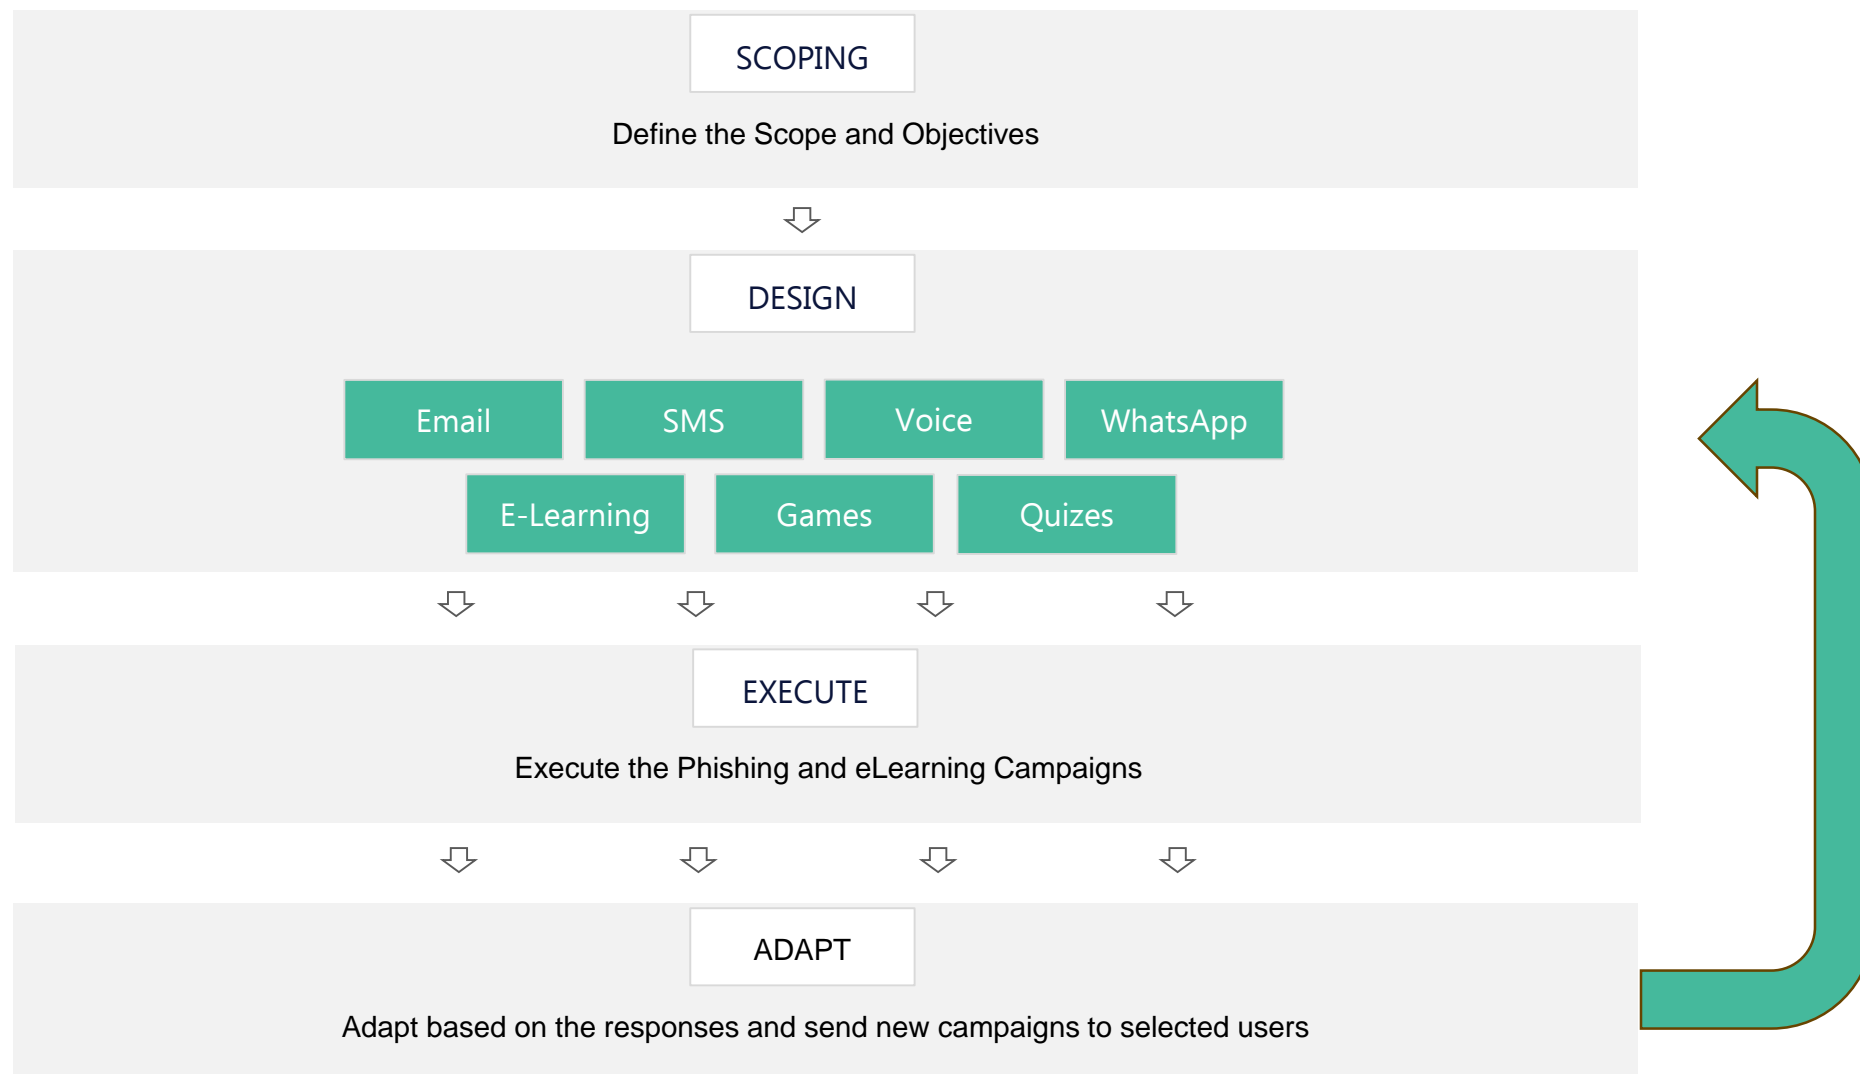 SCOPING
Define the Scope and Objectives
DESIGN
Email SMS Voice WhatsApp
E-Learning Games Quizes
EXECUTE
Execute the Phishing and eLearning Campaigns
ADAPT
Adapt based on the responses and send new campaigns to selected users